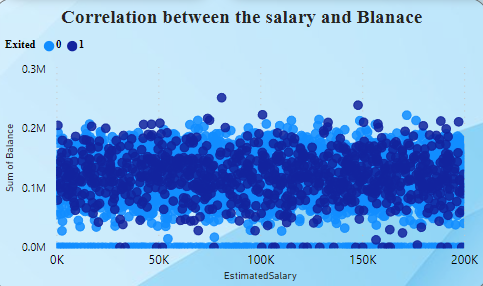 Correlation between the salary and Blanace
Exited 0 1
0.3M
0.2M
0.1M
0.0M
Sum of Balance
0K 50K 100K 150K 200K
EstimatedSalary